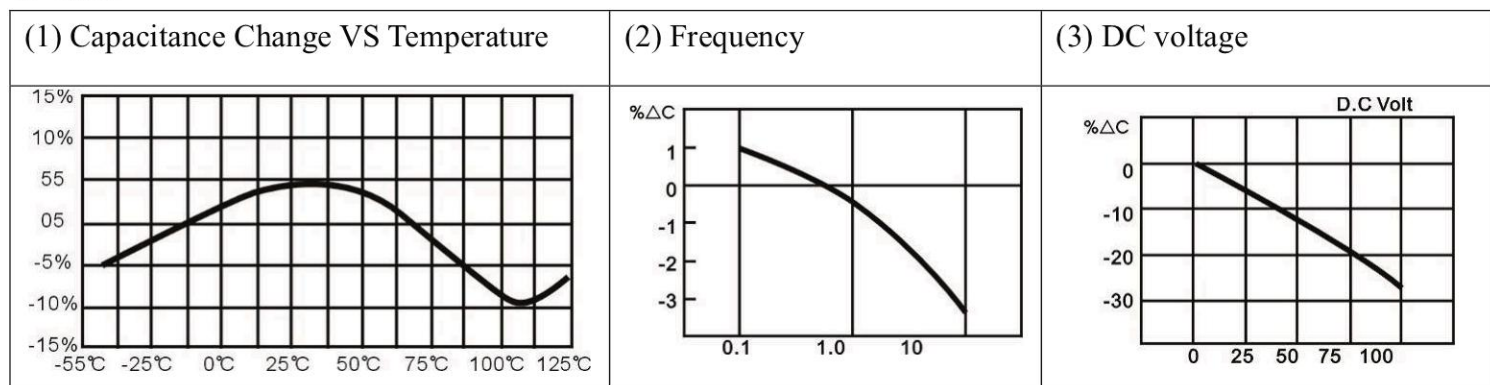 (1) Capacitance Change VS Temperature
(2) Frequency
(3) DC voltage
15%
10%
55
05
-5%
-10%
-15%
-55℃ -25℃ 0℃ 25℃ 50℃ 75℃ 100℃ 125℃
%△C
1
0
-1
-2
-3
0.1 1.0 10
D.C Volt
%△C
0
-10
-20
-30
0 25 50 75 100